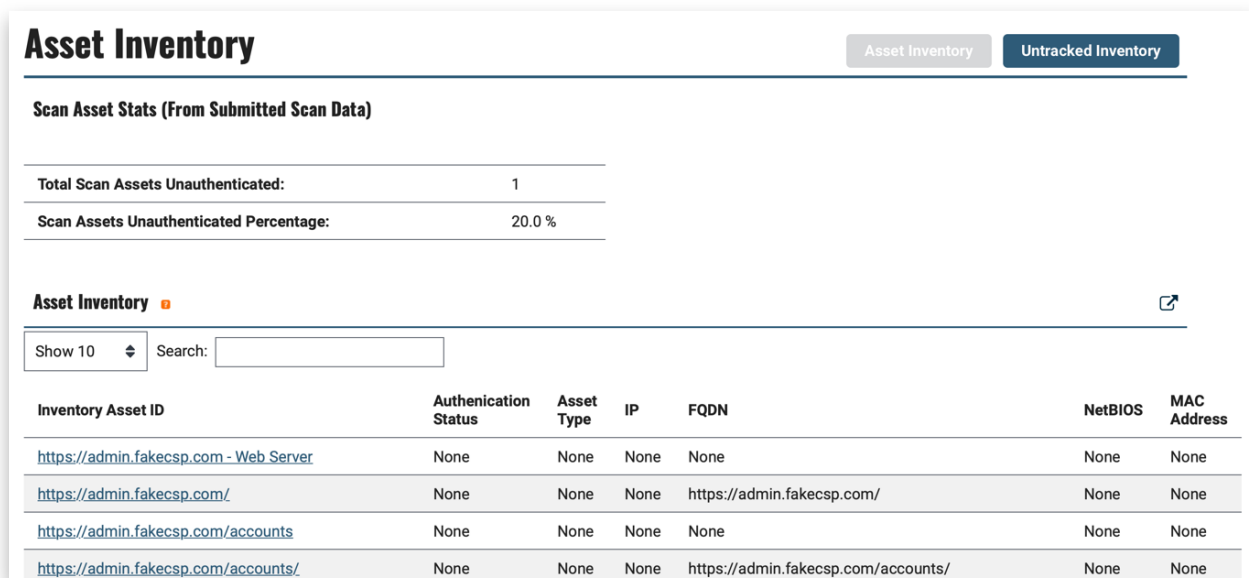 Asset Inventory
Asset Inventory Untracked Inventory
Scan Asset Stats (From Submitted Scan Data)
Total Scan Assets Unauthenticated: 1
Scan Assets Unauthenticated Percentage: 20.0 %
Asset Inventory ?
Show 10 Search:
Inventory Asset ID Authenication Status Asset Type IP FQDN NetBIOS MAC Address
https://admin.fakecsp.com - Web Server None None None None None None
https://admin.fakecsp.com/ None None None https://admin.fakecsp.com/ None None
https://admin.fakecsp.com/accounts None None None None None None
https://admin.fakecsp.com/accounts/ None None None https://admin.fakecsp.com/accounts/ None None